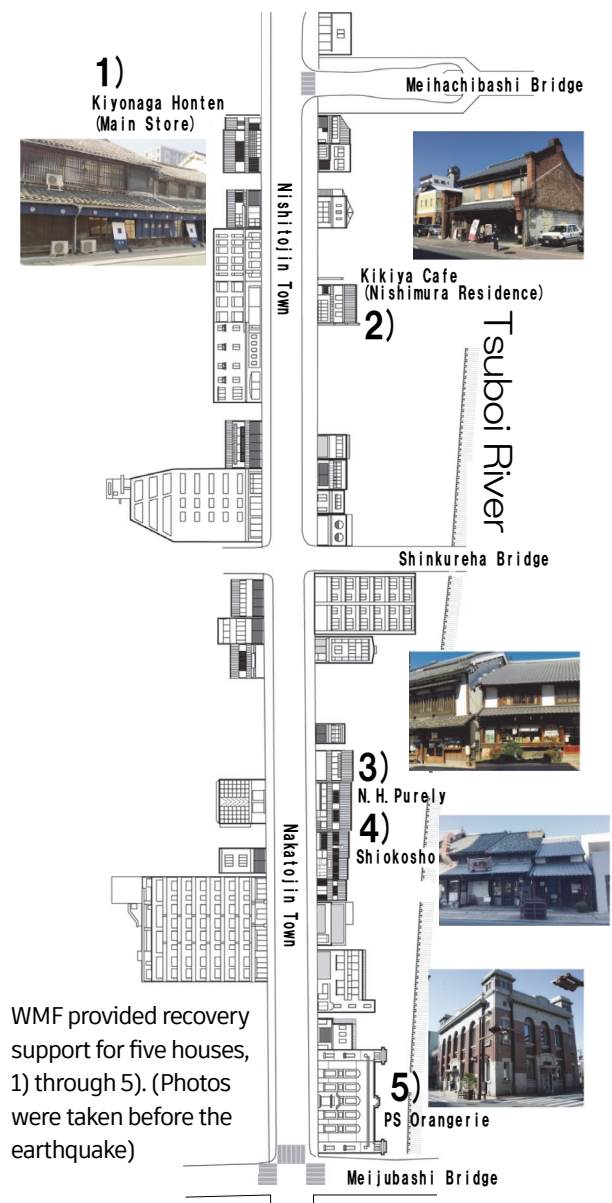 1)
Kiyonaga Honten
(Main Store)
Meihachibashi Bridge
Nishitojin Town
Kikiya Cafe
(Nishimura Residence)
2)
Tsuboi River
Shinkureha Bridge
3)
N.H.Purely
4)
Shiokosho
Nakatojin Town
WMF provided recovery
support for five houses,
1) through 5). (Photos
were taken before the
earthquake)
5)
PS Orangerie
Meijubashi Bridge